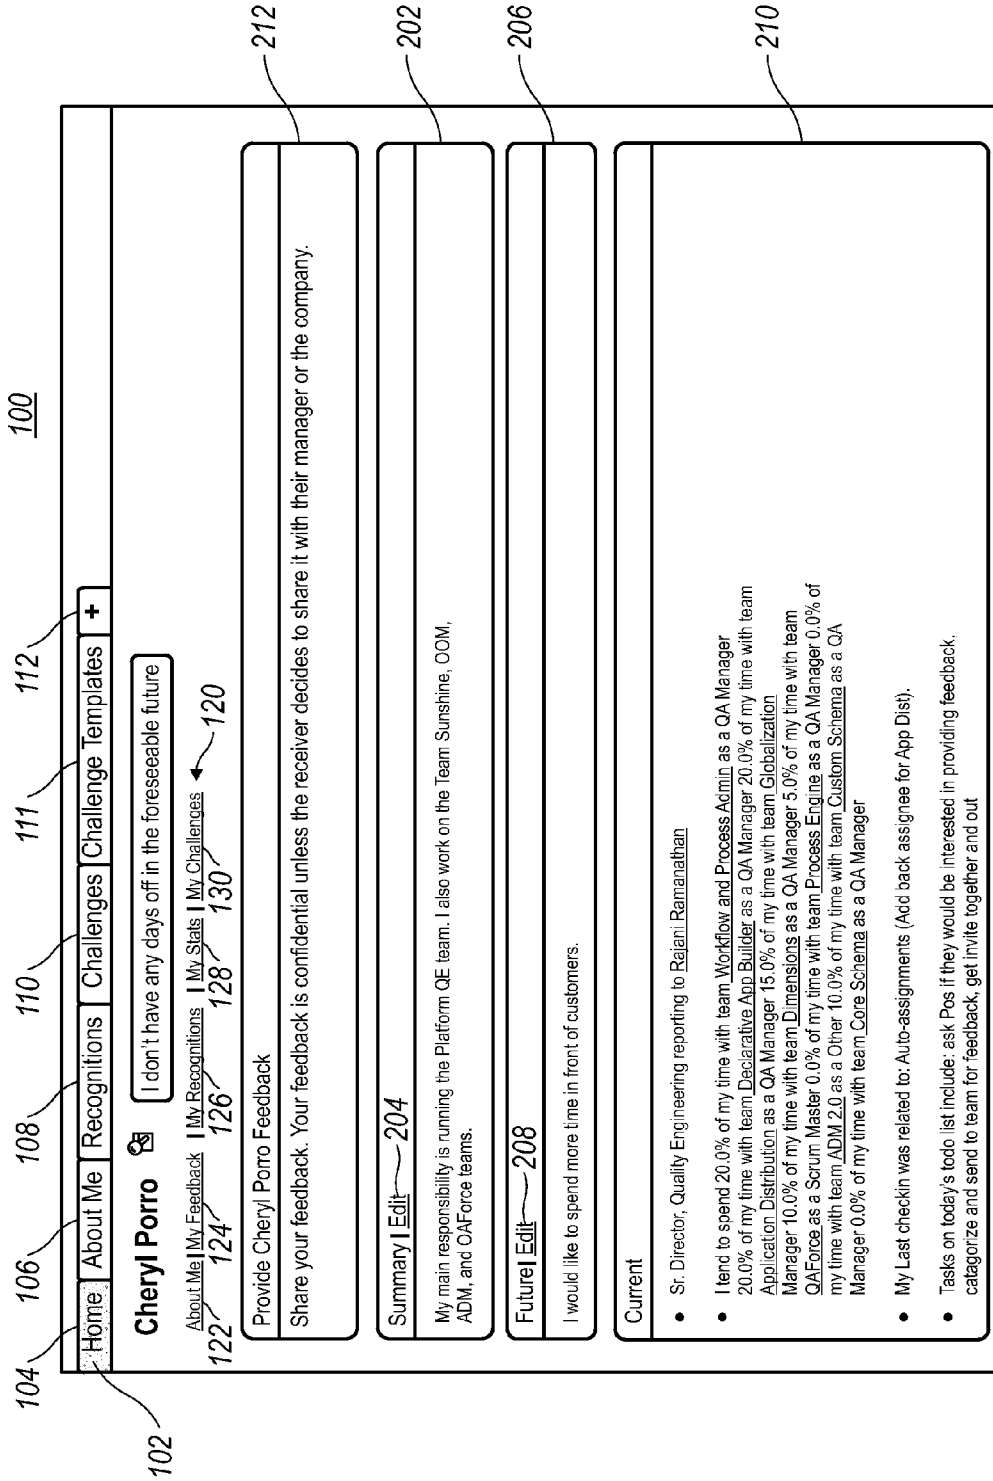 100
104
106
108
110
111
112
102
Home
About Me
Recognitions
Challenges
Challenge Templates
+
Cheryl Porro
I don't have any days off in the foreseeable future
About Me | My Feedback | My Recognitions | My Stats | My Challenges
120
122
124
126
128
130
Provide Cheryl Porro Feedback
Share your feedback. Your feedback is confidential unless the receiver decides to share it with their manager or the company.
212
Summary | Edit
204
My main responsibility is running the Platform QE team. I also work on the Team Sunshine, OOM,
ADM, and OAForce teams.
202
Future | Edit
208
I would like to spend more time in front of customers.
206
Current
• Sr. Director, Quality Engineering reporting to Rajani Ramanathan
• I tend to spend 20.0% of my time with team Workflow and Process Admin as a QA Manager
20.0% of my time with team Declarative App Builder as a QA Manager 20.0% of my time with team
Application Distribution as a QA Manager 15.0% of my time with team Globalization
Manager 10.0% of my time with team Dimensions as a QA Manager 5.0% of my time with team
QAForce as a Scrum Master 0.0% of my time with team Process Engine as a QA Manager 0.0% of
my time with team ADM 2.0 as a Other 10.0% of my time with team Custom Schema as a QA
Manager 0.0% of my time with team Core Schema as a QA Manager
• My Last checkin was related to: Auto-assignments (Add back assignee for App Dist).
• Tasks on today's todo list include: ask Pos if they would be interested in providing feedback,
categorize and send to team for feedback, get invite together and out
210